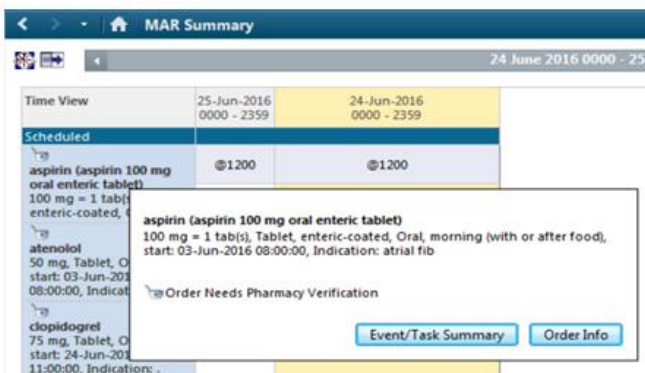 MAR Summary
24 June 2016 0000 - 25
Time View
25-Jun-2016
0000 - 2359
24-Jun-2016
0000 - 2359
Scheduled
aspirin (aspirin 100 mg
oral enteric tablet)
100 mg = 1 tab(s
enteric-coated,
@1200
@1200
atenolol
50 mg, Tablet, O
start: 03-Jun-201
08:00:00, Indicat
clopidogrel
75 mg, Tablet, O
start: 24-Jun-201
11:00:00, Indication: .
aspirin (aspirin 100 mg oral enteric tablet)
100 mg = 1 tab(s), Tablet, enteric-coated, Oral, morning (with or after food),
start: 03-Jun-2016 08:00:00, Indication: atrial fib
Order Needs Pharmacy Verification
Event/Task Summary
Order Info